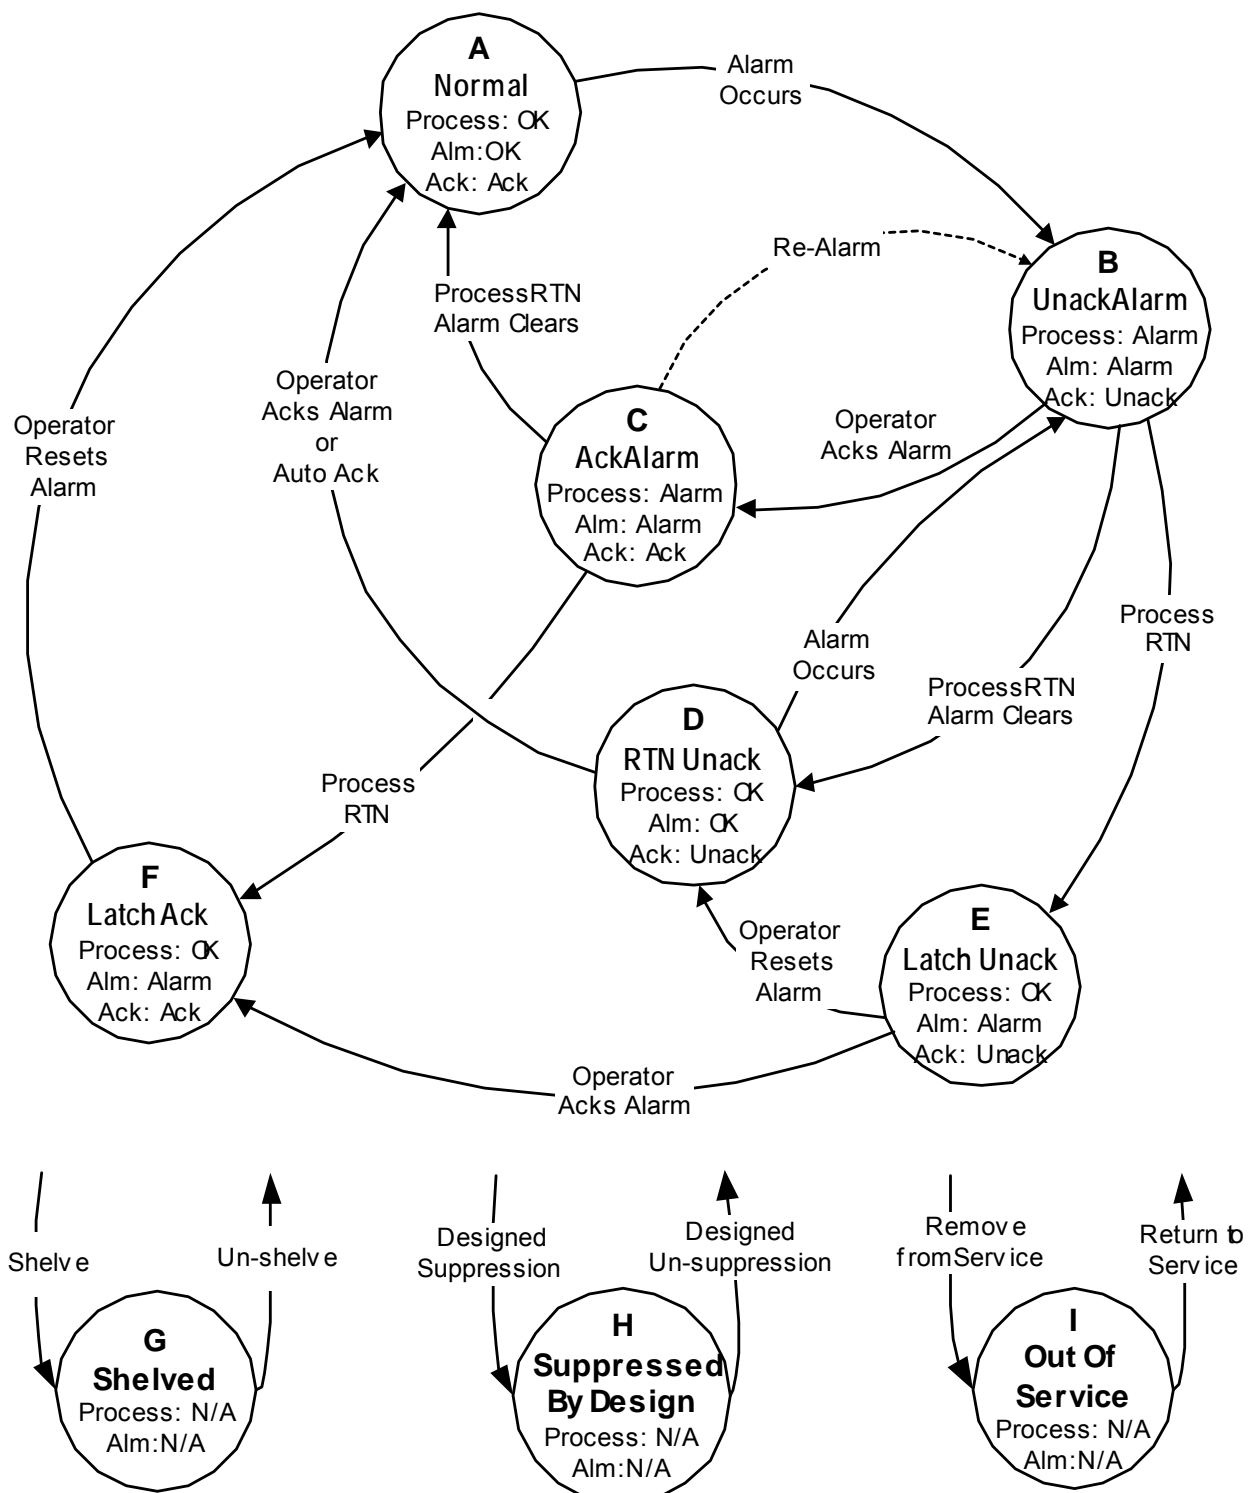 A
Normal
Process: OK
Alm:OK
Ack: Ack
Alarm
Occurs
Re-Alarm
B
UnackAlarm
Process: Alarm
Alm: Alarm
Ack: Unack
ProcessRTN
Alarm Clears
Operator
Acks Alarm
or
Auto Ack
Operator
Resets
Alarm
C
AckAlarm
Process: Alarm
Alm: Alarm
Ack: Ack
Operator
Acks Alarm
Process
RTN
Alarm
Occurs
ProcessRTN
Alarm Clears
D
RTN Unack
Process: OK
Alm: OK
Ack: Unack
Process
RTN
F
Latch Ack
Process: OK
Alm: Alarm
Ack: Ack
Operator
Resets
Alarm
E
Latch Unack
Process: OK
Alm: Alarm
Ack: Unack
Operator
Acks Alarm
Shelve
Un-shelve
Designed
Suppression
Designed
Un-suppression
Remove
from Service
Return to
Service
G
Shelved
Process: N/A
Alm:N/A
H
Suppressed
By Design
Process: N/A
Alm:N/A
I
Out Of
Service
Process: N/A
Alm:N/A